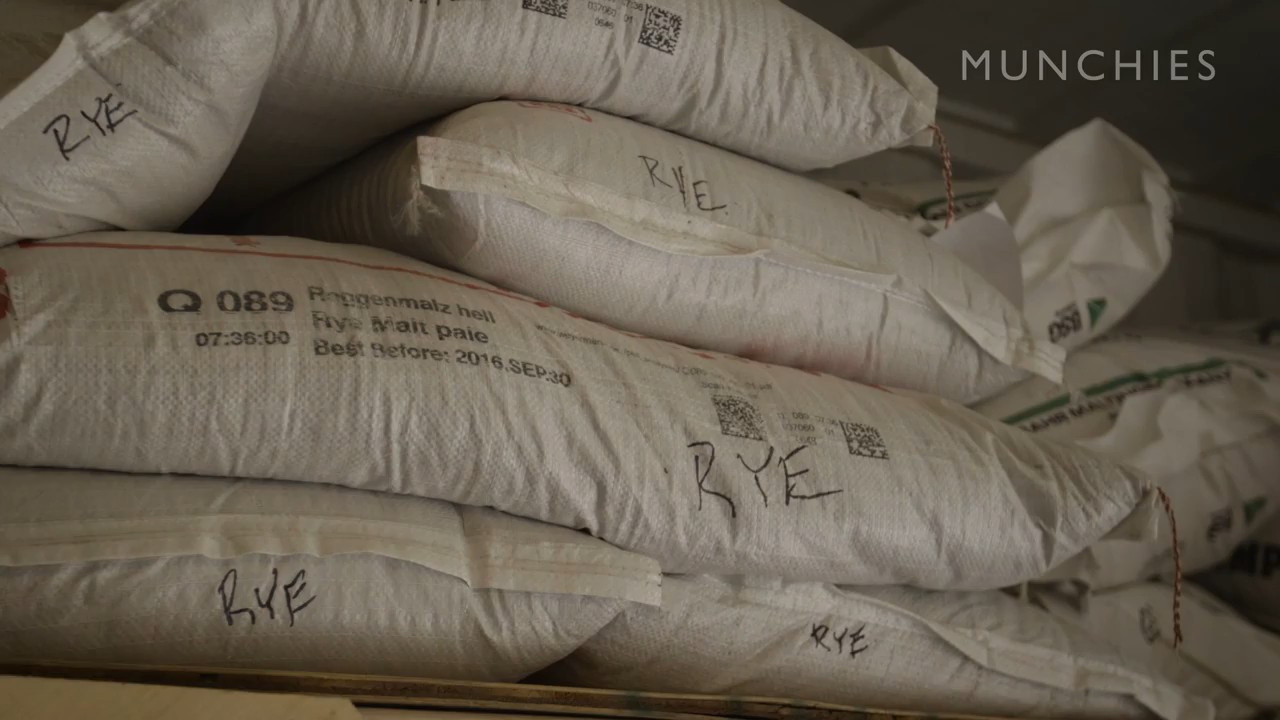 MUNCHIES
RYE
RYE
Q 089
07:36:00
Roggenmalz hell
Rye Malt pale
Best Before: 2016.SEP.30
RYE
RYE
RYE
BSG